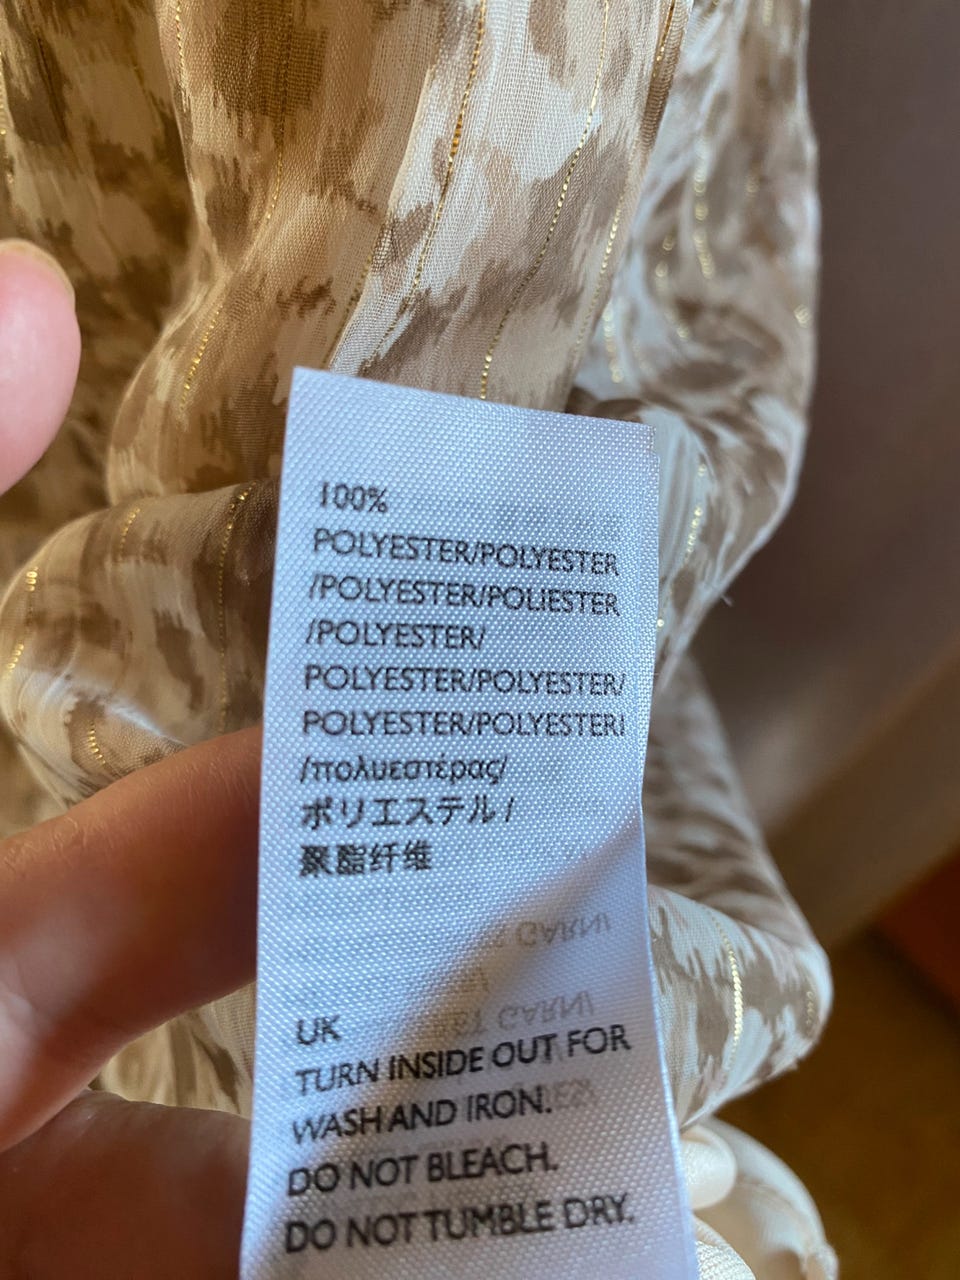 100%
POLYESTER/POLYESTER
/POLYESTER/POLIESTER
/POLYESTER/
POLYESTER/POLYESTER/
POLYESTER/POLYESTERI
/πολυεστέρας/
ポリエステル /
聚酯纤维
UK
TURN INSIDE OUT FOR
WASH AND IRON.
DO NOT BLEACH.
DO NOT TUMBLE DRY.